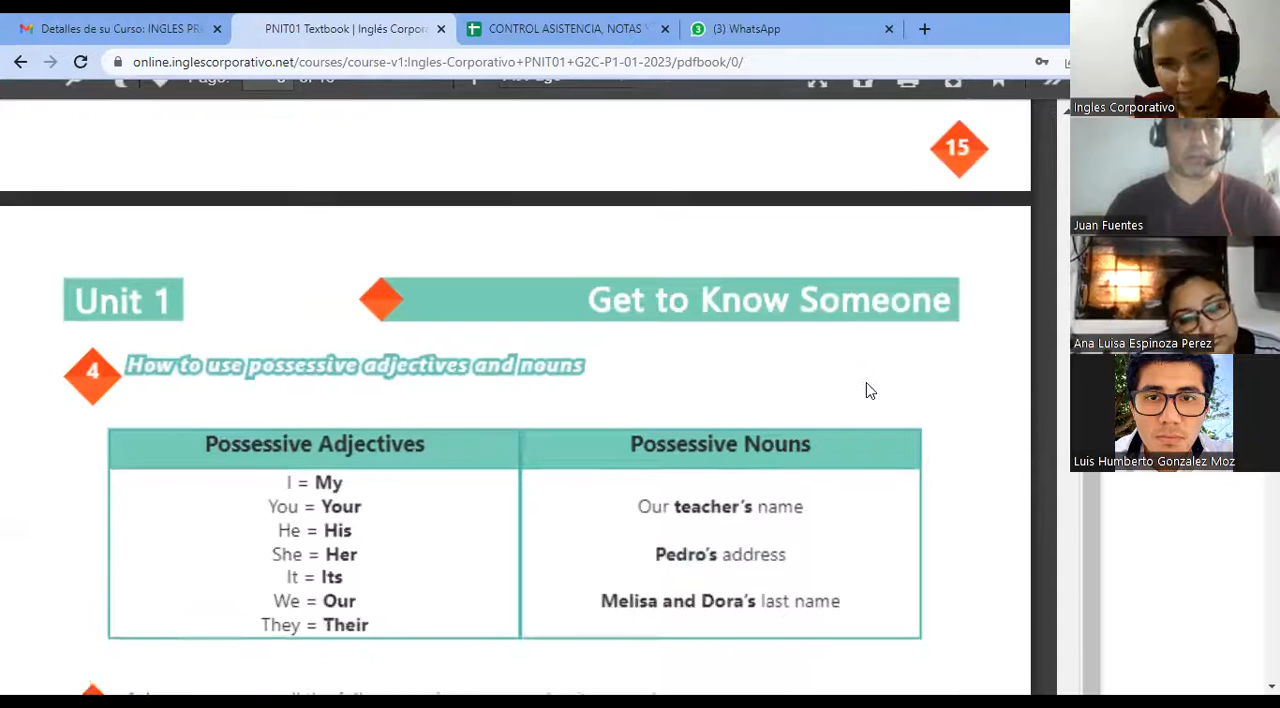 Detalles de su Curso: INGLES PR
PNIT01 Textbook | Inglés Corpora
CONTROL ASISTENCIA, NOTAS
3
(3) WhatsApp
online.inglescorporativo.net/courses/course-v1:Ingles-Corporativo+PNIT01+G2C-P1-01-2023/pdfbook/0/
15
Unit 1
Get to Know Someone
4
How to use possessive adjectives and nouns
Possessive Adjectives
Possessive Nouns
I = My
You = Your
Our teacher's name
He = His
She = Her
Pedro's address
It = Its
We = Our
Melisa and Dora's last name
They = Their
Ingles Corporativo
Juan Fuentes
Ana Luisa Espinoza Perez
Luis Humberto Gonzalez Moz